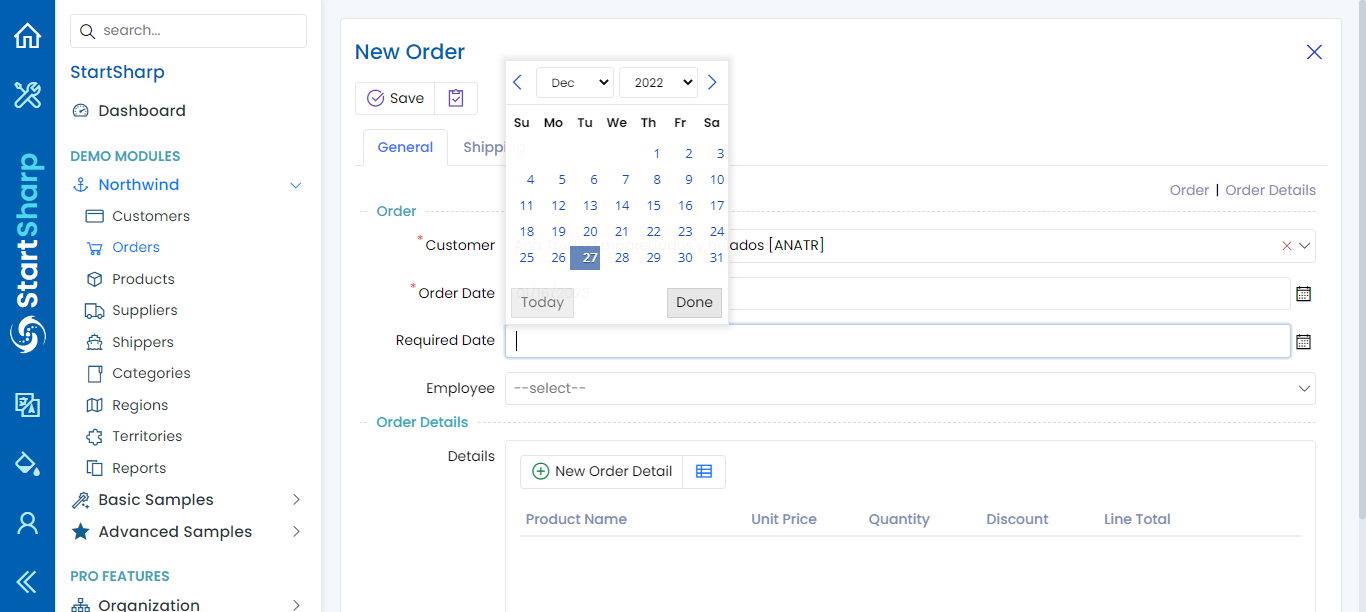 search...
StartSharp
Dashboard
DEMO MODULES
Northwind
Customers
Orders
Products
Suppliers
Shippers
Categories
Regions
Territories
Reports
Basic Samples
Advanced Samples
PRO FEATURES
Organization
StartSharp
New Order
Save
General
Shipping
Order | Order Details
Dec 2022
Su Mo Tu We Th Fr Sa
1 2 3
4 5 6 7 8 9 10
11 12 13 14 15 16 17
18 19 20 21 22 23 24
25 26 27 28 29 30 31
Today Done
Order
* Customer
ados [ANATR]
* Order Date
Required Date
Employee --select--
Order Details
Details
New Order Detail
Product Name Unit Price Quantity Discount Line Total